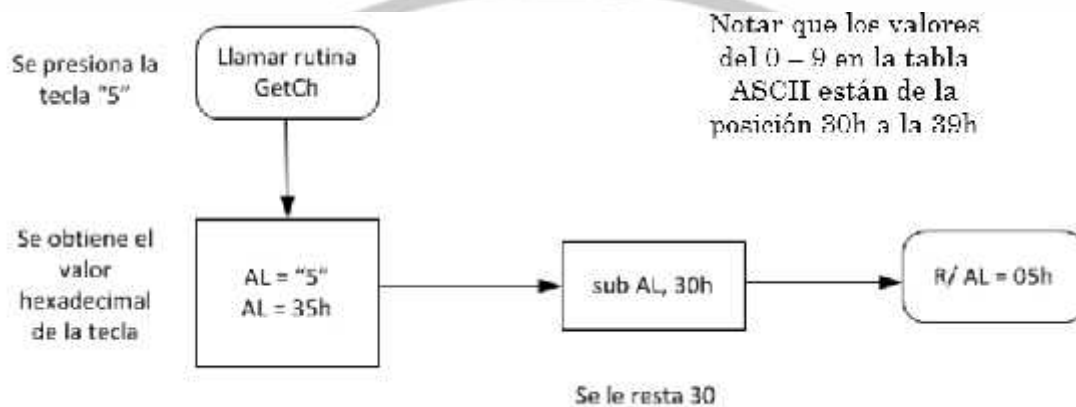 Se presiona la
tecla "5"
Llamar rutina
GetCh
Notar que los valores
del 0 – 9 en la tabla
ASCII están de la
posición 30h a la 39h
Se obtiene el
valor
hexadecimal
de la tecla
AL = "5"
AL = 35h
sub AL, 30h
R/ AL = 05h
Se le resta 30